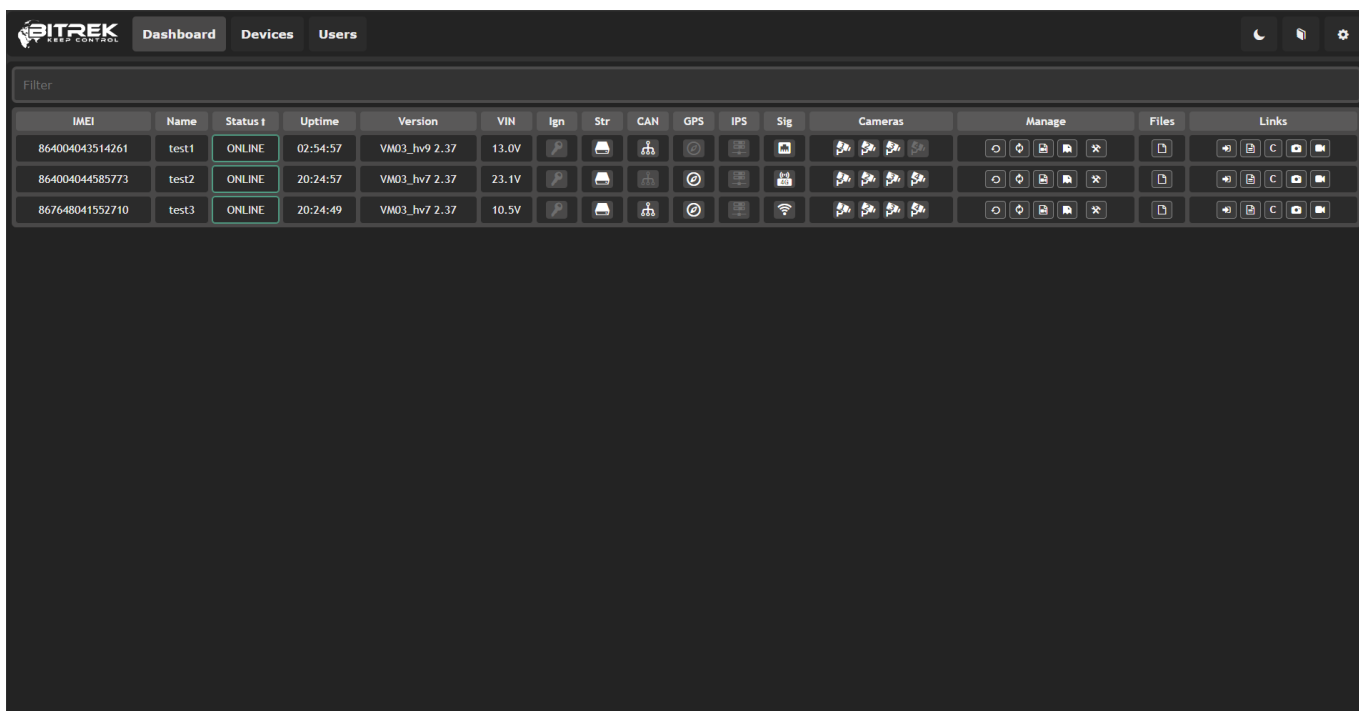 BITREK Dashboard Devices Users
KEEP CONTROL
Filter
IMEI Name Status Uptime Version VIN Ign Str CAN GPS IPS Sig Cameras Manage Files Links
864004043514261 test1 ONLINE 02:54:57 VM03_hv9 2.37 13.0V C
864004044585773 test2 ONLINE 20:24:57 VM03_hv7 2.37 23.1V 4G C
867648041552710 test3 ONLINE 20:24:49 VM03_hv7 2.37 10.5V C